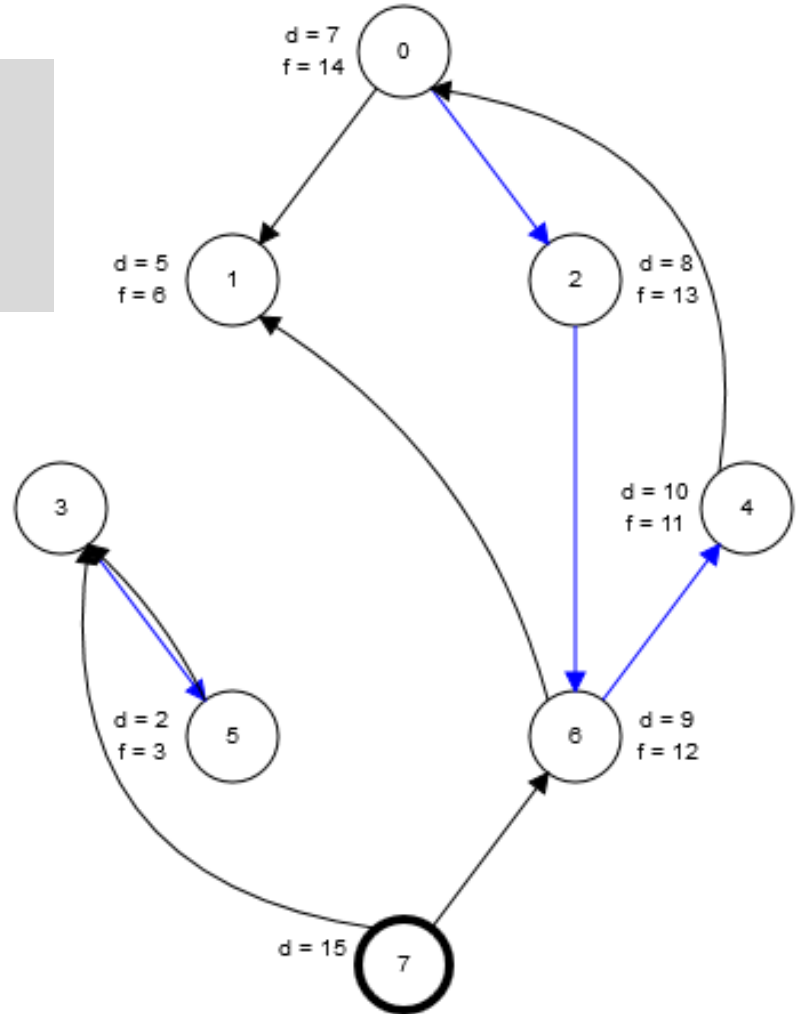 d = 7
f = 14
0
d = 5
f = 6
1
2
d = 8
f = 13
3
d = 10
f = 11
4
d = 2
f = 3
5
6
d = 9
f = 12
d = 15
7